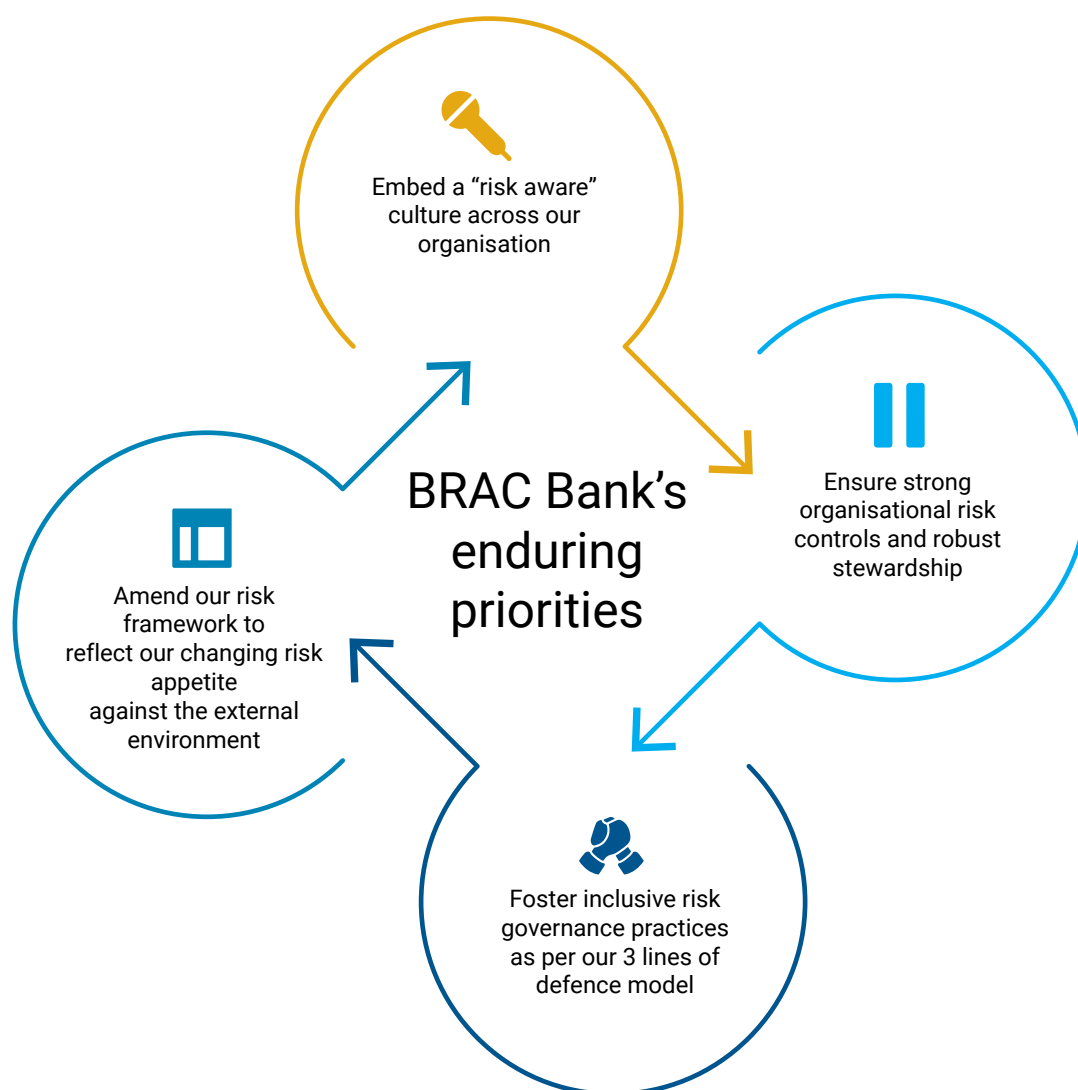 Embed a “risk aware”
culture across our
organisation
BRAC Bank’s
enduring
priorities
Ensure strong
organisational risk
controls and robust
stewardship
Foster inclusive risk
governance practices
as per our 3 lines of
defence model
Amend our risk
framework to
reflect our changing risk
appetite
against the external
environment